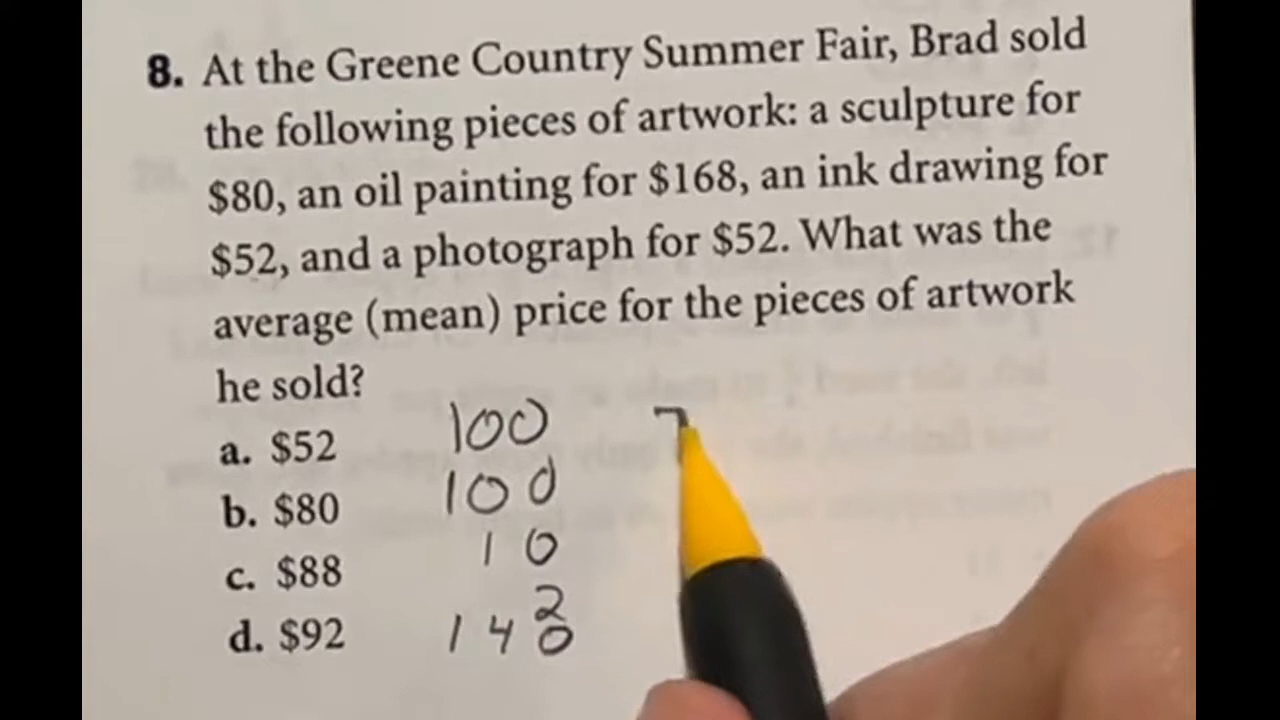 8. At the Greene Country Summer Fair, Brad sold
the following pieces of artwork: a sculpture for
$80, an oil painting for $168, an ink drawing for
$52, and a photograph for $52. What was the
average (mean) price for the pieces of artwork
he sold?
a. $52
b. $80
c. $88
d. $92
100
100
10
2
140